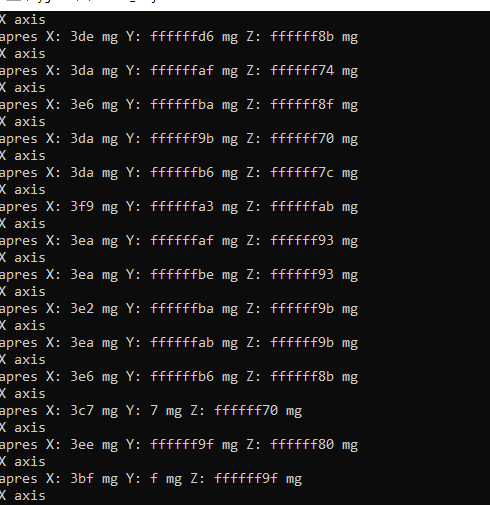 X axis
apres X: 3de mg Y: ffffffd6 mg Z: ffffff8b mg
X axis
apres X: 3da mg Y: ffffffaf mg Z: ffffff74 mg
X axis
apres X: 3e6 mg Y: ffffffba mg Z: ffffff8f mg
X axis
apres X: 3da mg Y: ffffff9b mg Z: ffffff70 mg
X axis
apres X: 3da mg Y: ffffffb6 mg Z: ffffff7c mg
X axis
apres X: 3f9 mg Y: ffffffa3 mg Z: ffffffab mg
X axis
apres X: 3ea mg Y: ffffffaf mg Z: ffffff93 mg
X axis
apres X: 3ea mg Y: ffffffbe mg Z: ffffff93 mg
X axis
apres X: 3e2 mg Y: ffffffba mg Z: ffffff9b mg
X axis
apres X: 3ea mg Y: ffffffab mg Z: ffffff9b mg
X axis
apres X: 3e6 mg Y: ffffffb6 mg Z: ffffff8b mg
X axis
apres X: 3c7 mg Y: 7 mg Z: ffffff70 mg
X axis
apres X: 3ee mg Y: ffffff9f mg Z: ffffff80 mg
X axis
apres X: 3bf mg Y: f mg Z: ffffff9f mg
X axis